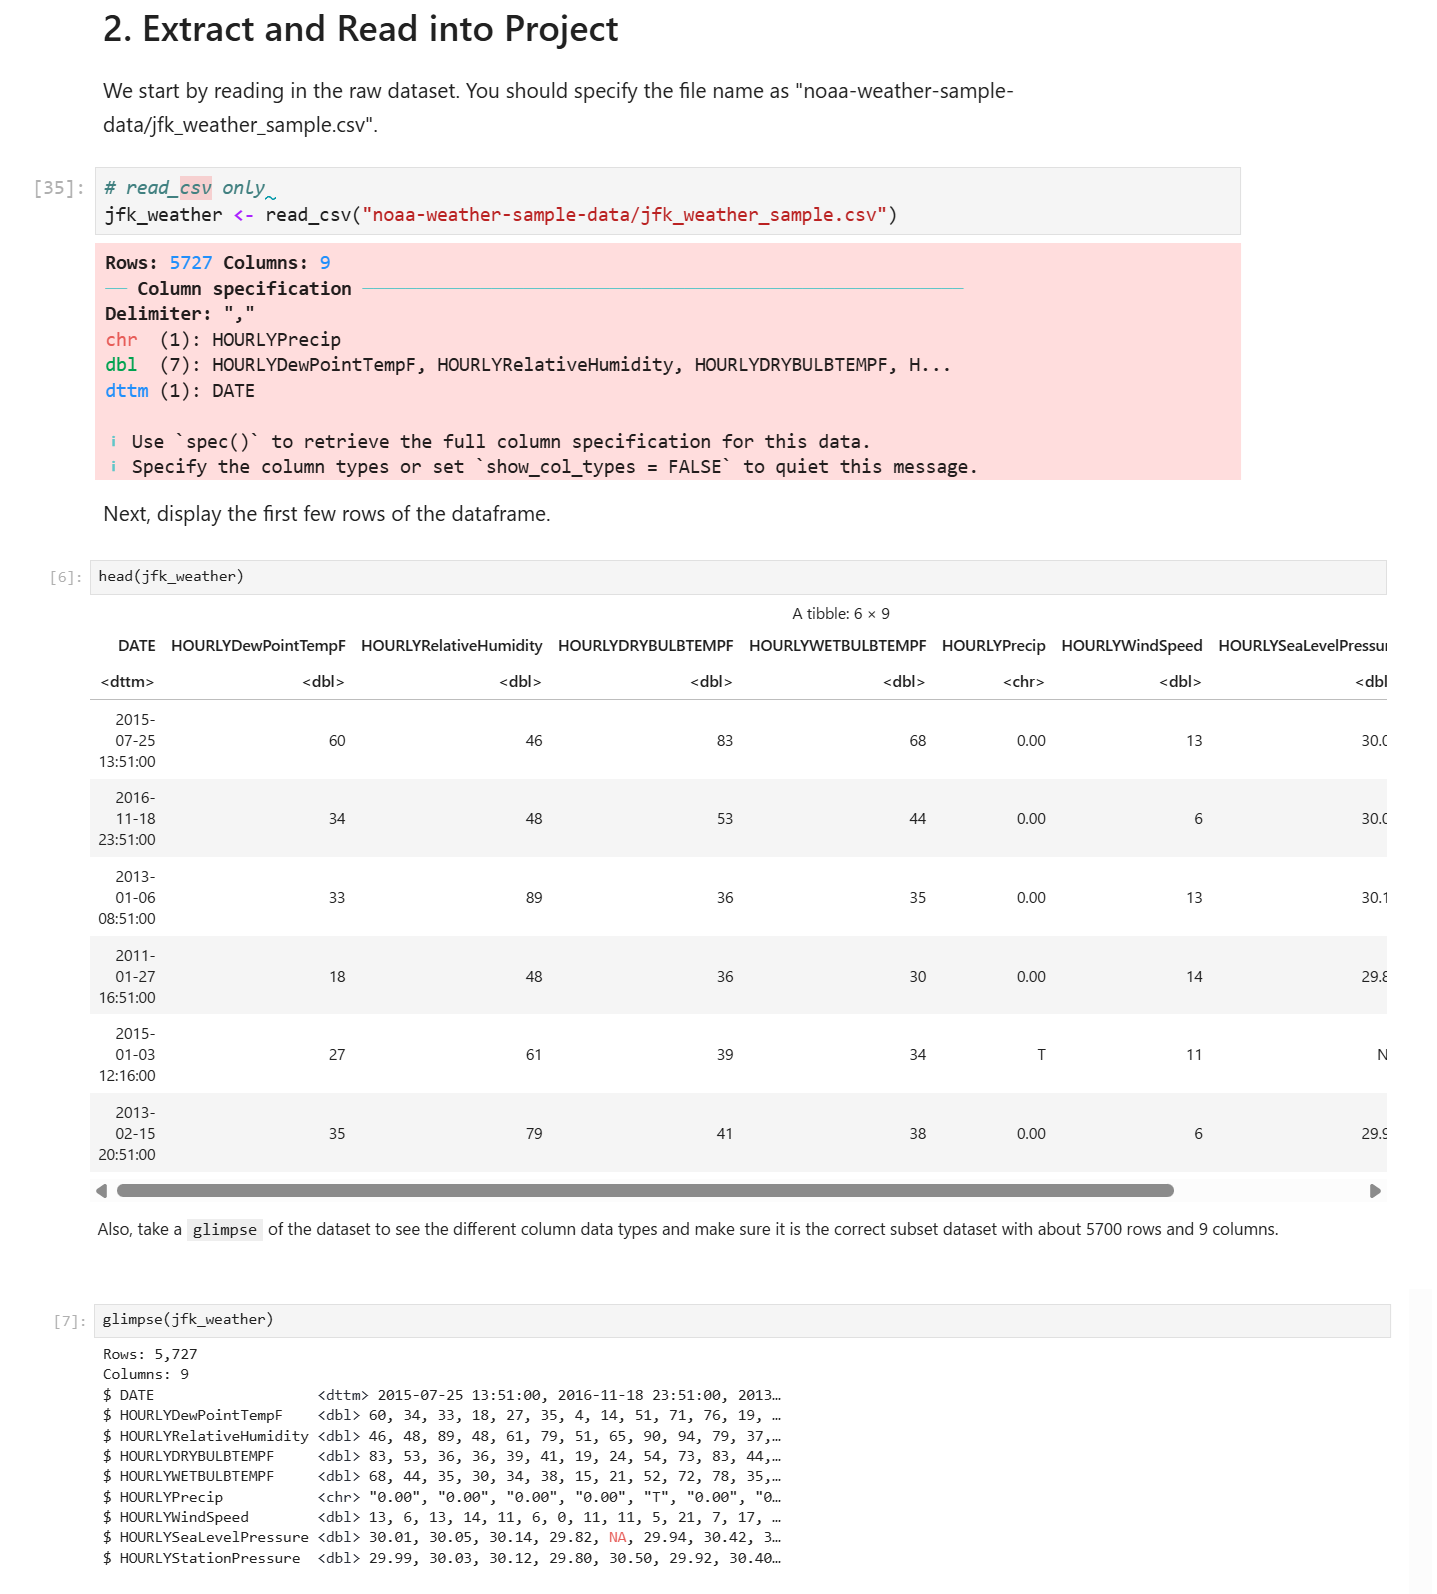 2. Extract and Read into Project
We start by reading in the raw dataset. You should specify the file name as "noaa-weather-sample-
data/jfk_weather_sample.csv".
[35]:
# read_csv only
jfk_weather <- read_csv("noaa-weather-sample-data/jfk_weather_sample.csv")
Rows: 5727 Columns: 9
── Column specification ──
Delimiter: ","
chr  (1): HOURLYPrecip
dbl  (7): HOURLYDewPointTempF, HOURLYRelativeHumidity, HOURLYDRYBULBTEMPF, H...
dttm (1): DATE
ℹ Use `spec()` to retrieve the full column specification for this data.
ℹ Specify the column types or set `show_col_types = FALSE` to quiet this message.
Next, display the first few rows of the dataframe.
[6]: head(jfk_weather)
A tibble: 6 × 9
DATE HOURLYDewPointTempF HOURLYRelativeHumidity HOURLYDRYBULBTEMPF HOURLYWETBULBTEMPF HOURLYPrecip HOURLYWindSpeed HOURLYSeaLevelPressu
<dttm> <dbl> <dbl> <dbl> <dbl> <chr> <dbl> <dbl
2015-
07-25 60 46 83 68 0.00 13 30.0
13:51:00
2016-
11-18 34 48 53 44 0.00 6 30.0
23:51:00
2013-
01-06 33 89 36 35 0.00 13 30.1
08:51:00
2011-
01-27 18 48 36 30 0.00 14 29.8
16:51:00
2015-
01-03 27 61 39 34 T 11 N
12:16:00
2013-
02-15 35 79 41 38 0.00 6 29.9
20:51:00
Also, take a glimpse of the dataset to see the different column data types and make sure it is the correct subset dataset with about 5700 rows and 9 columns.
[7]: glimpse(jfk_weather)
Rows: 5,727
Columns: 9
$ DATE <dttm> 2015-07-25 13:51:00, 2016-11-18 23:51:00, 2013…
$ HOURLYDewPointTempF <dbl> 60, 34, 33, 18, 27, 35, 4, 14, 51, 71, 76, 19, …
$ HOURLYRelativeHumidity <dbl> 46, 48, 89, 48, 61, 79, 51, 65, 90, 94, 79, 37,…
$ HOURLYDRYBULBTEMPF <dbl> 83, 53, 36, 36, 39, 41, 19, 24, 54, 73, 83, 44,…
$ HOURLYWETBULBTEMPF <dbl> 68, 44, 35, 30, 34, 38, 15, 21, 52, 72, 78, 35,…
$ HOURLYPrecip <chr> "0.00", "0.00", "0.00", "0.00", "T", "0.00", "0…
$ HOURLYWindSpeed <dbl> 13, 6, 13, 14, 11, 6, 0, 11, 11, 5, 21, 7, 17, …
$ HOURLYSeaLevelPressure <dbl> 30.01, 30.05, 30.14, 29.82, NA, 29.94, 30.42, 3…
$ HOURLYStationPressure <dbl> 29.99, 30.03, 30.12, 29.80, 30.50, 29.92, 30.40…